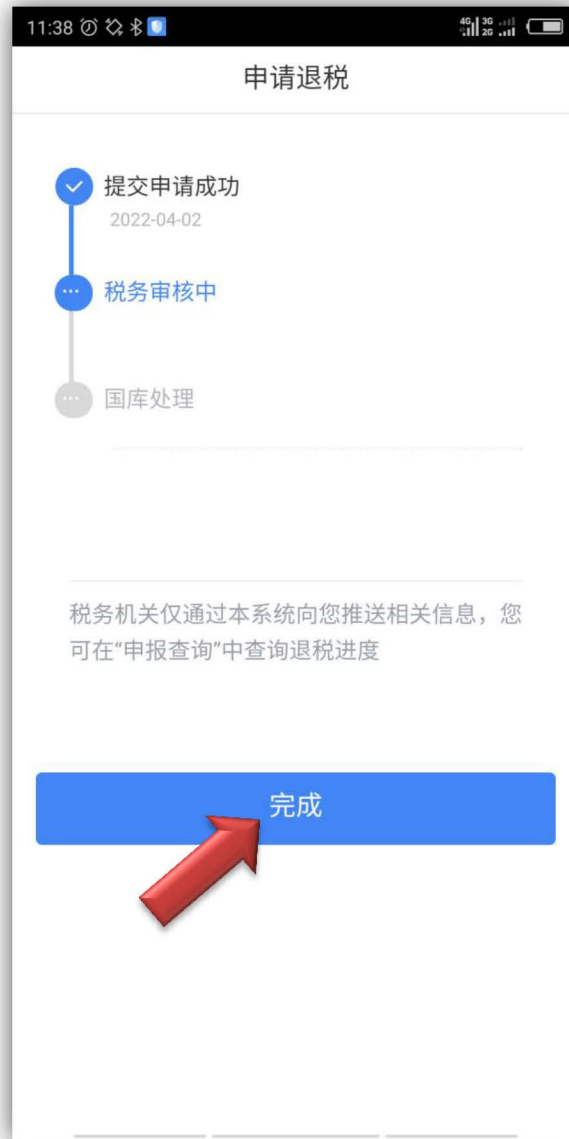 11:38
4G 3G 2G
申请退税
提交申请成功
2022-04-02
税务审核中
国库处理
税务机关仅通过本系统向您推送相关信息，您
可在“申报查询”中查询退税进度
完成